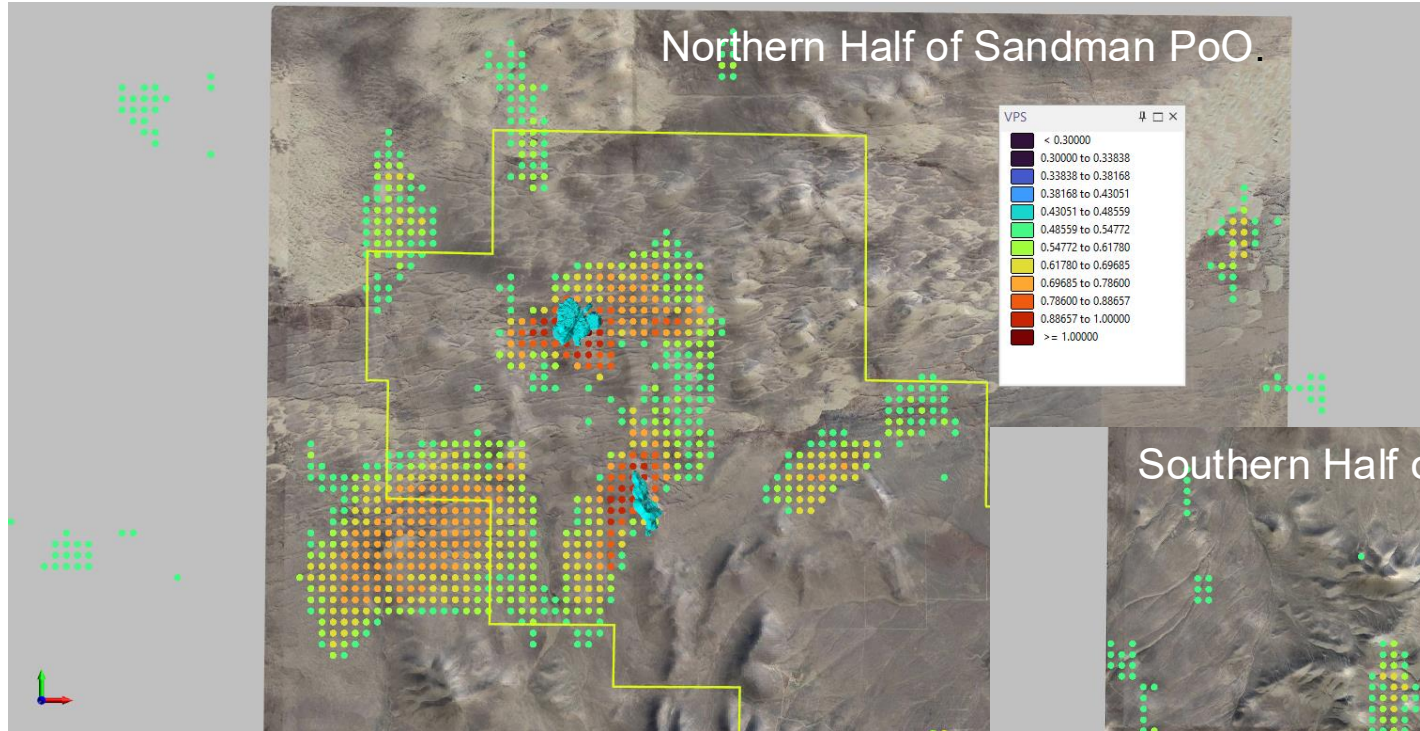 Northern Half of Sandman PoO.
VPS
< 0.30000
0.30000 to 0.33838
0.33838 to 0.38168
0.38168 to 0.43051
0.43051 to 0.48559
0.48559 to 0.54772
0.54772 to 0.61780
0.61780 to 0.69685
0.69685 to 0.78600
0.78600 to 0.88657
0.88657 to 1.00000
>= 1.00000
Southern Half